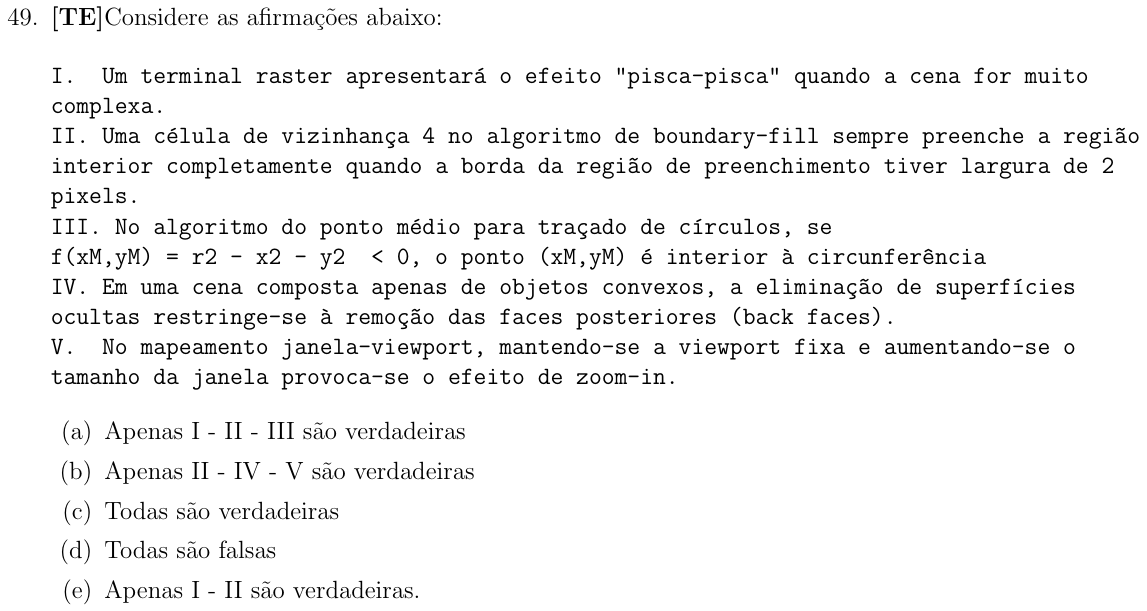 49. [TE]Considere as afirmações abaixo:
I. Um terminal raster apresentará o efeito "pisca-pisca" quando a cena for muito
complexa.
II. Uma célula de vizinhança 4 no algoritmo de boundary-fill sempre preenche a região
interior completamente quando a borda da região de preenchimento tiver largura de 2
pixels.
III. No algoritmo do ponto médio para traçado de círculos, se
f(xM,yM) = r2 - x2 - y2 < 0, o ponto (xM,yM) é interior à circunferência
IV. Em uma cena composta apenas de objetos convexos, a eliminação de superfícies
ocultas restringe-se à remoção das faces posteriores (back faces).
V. No mapeamento janela-viewport, mantendo-se a viewport fixa e aumentando-se o
tamanho da janela provoca-se o efeito de zoom-in.
(a) Apenas I - II - III são verdadeiras
(b) Apenas II - IV - V são verdadeiras
(c) Todas são verdadeiras
(d) Todas são falsas
(e) Apenas I - II são verdadeiras.